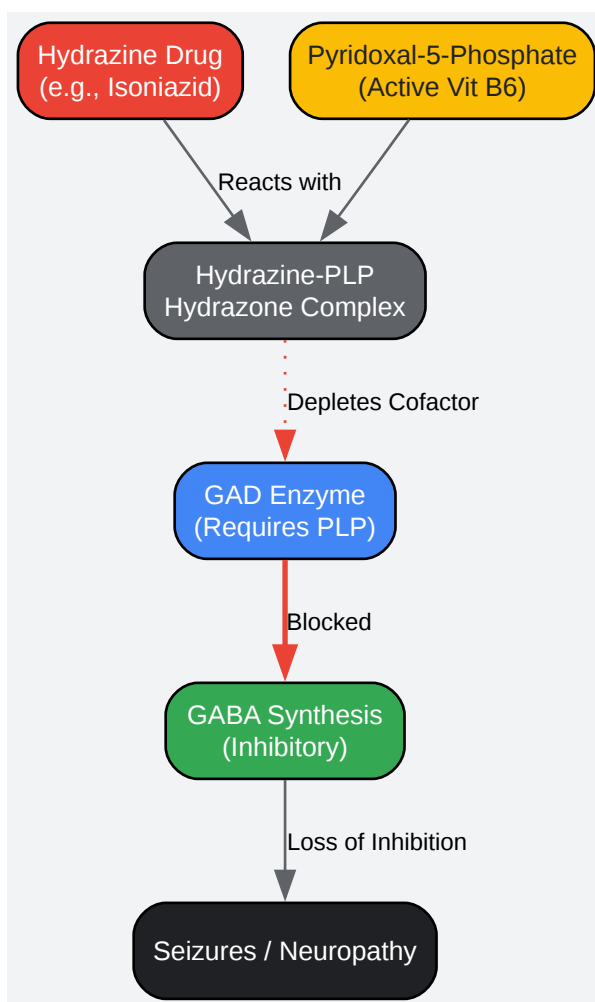 Hydrazine Drug
(e.g., Isoniazid)
Pyridoxal-5-Phosphate
(Active Vit B6)
Reacts with
Hydrazine-PLP
Hydrazone Complex
Depletes Cofactor
GAD Enzyme
(Requires PLP)
Blocked
GABA Synthesis
(Inhibitory)
Loss of Inhibition
Seizures / Neuropathy